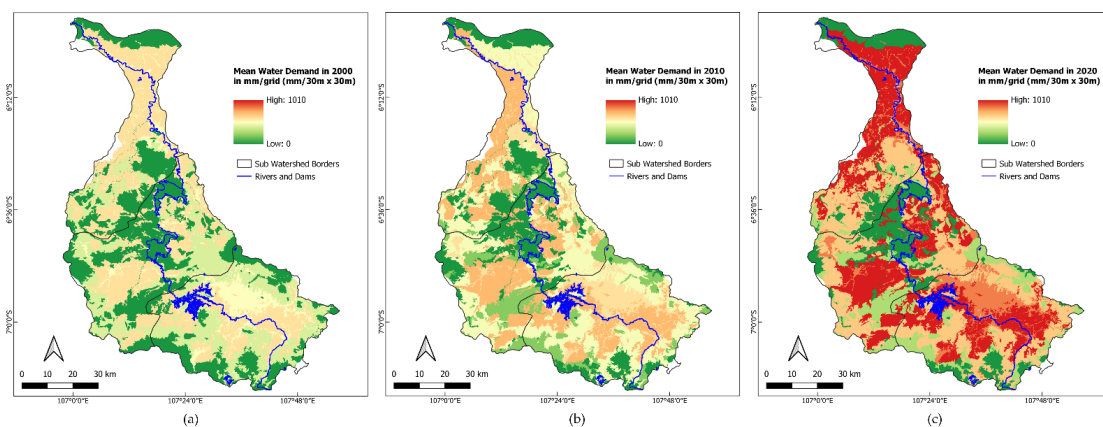 Mean Water Demand in 2000
in mm/grid (mm/30m x 30m)
High: 1010
Low: 0
Sub Watershed Borders
Rivers and Dams
6°12'0"S
6°36'0"S
7°0'0"S
0 10 20 30 km
107°0'0"E 107°24'0"E 107°48'0"E
(a)
Mean Water Demand in 2010
in mm/grid (mm/30m x 30m)
High: 1010
Low: 0
Sub Watershed Borders
Rivers and Dams
6°12'0"S
6°36'0"S
7°0'0"S
0 10 20 30 km
107°0'0"E 107°24'0"E 107°48'0"E
(b)
Mean Water Demand in 2020
in mm/grid (mm/30m x 30m)
High: 1010
Low: 0
Sub Watershed Borders
Rivers and Dams
6°12'0"S
6°36'0"S
7°0'0"S
0 10 20 30 km
107°0'0"E 107°24'0"E 107°48'0"E
(c)